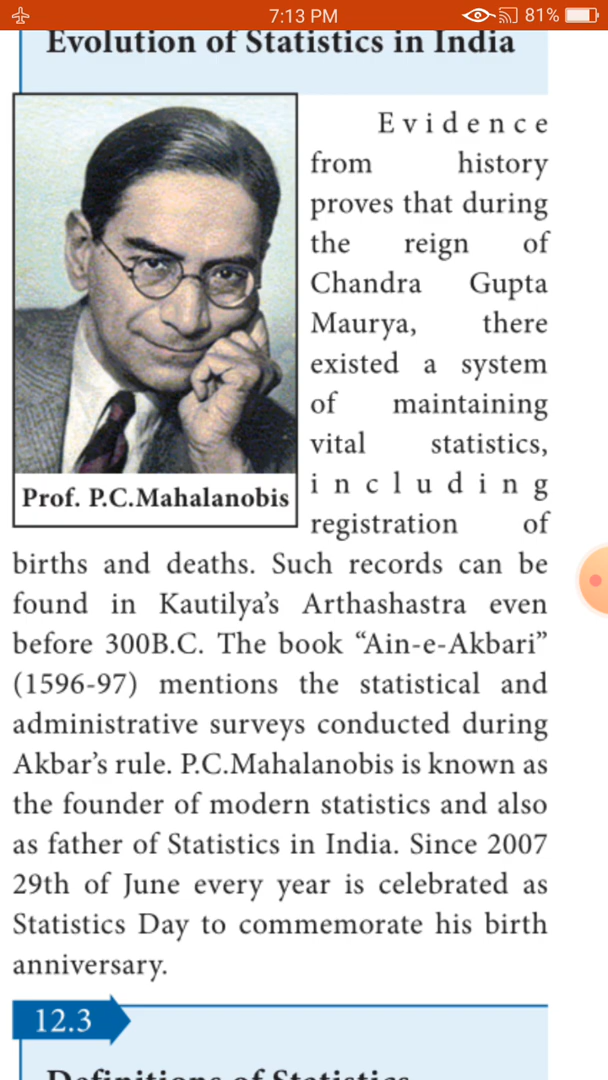 7:13 PM
81%
Evolution of Statistics in India
Evidence
from history
proves that during
the reign of
Chandra Gupta
Maurya, there
existed a system
of maintaining
vital statistics,
including
registration of
Prof. P.C.Mahalanobis
births and deaths. Such records can be
found in Kautilya’s Arthashastra even
before 300B.C. The book “Ain-e-Akbari”
(1596-97) mentions the statistical and
administrative surveys conducted during
Akbar’s rule. P.C.Mahalanobis is known as
the founder of modern statistics and also
as father of Statistics in India. Since 2007
29th of June every year is celebrated as
Statistics Day to commemorate his birth
anniversary.
12.3
Definitions of Statistics